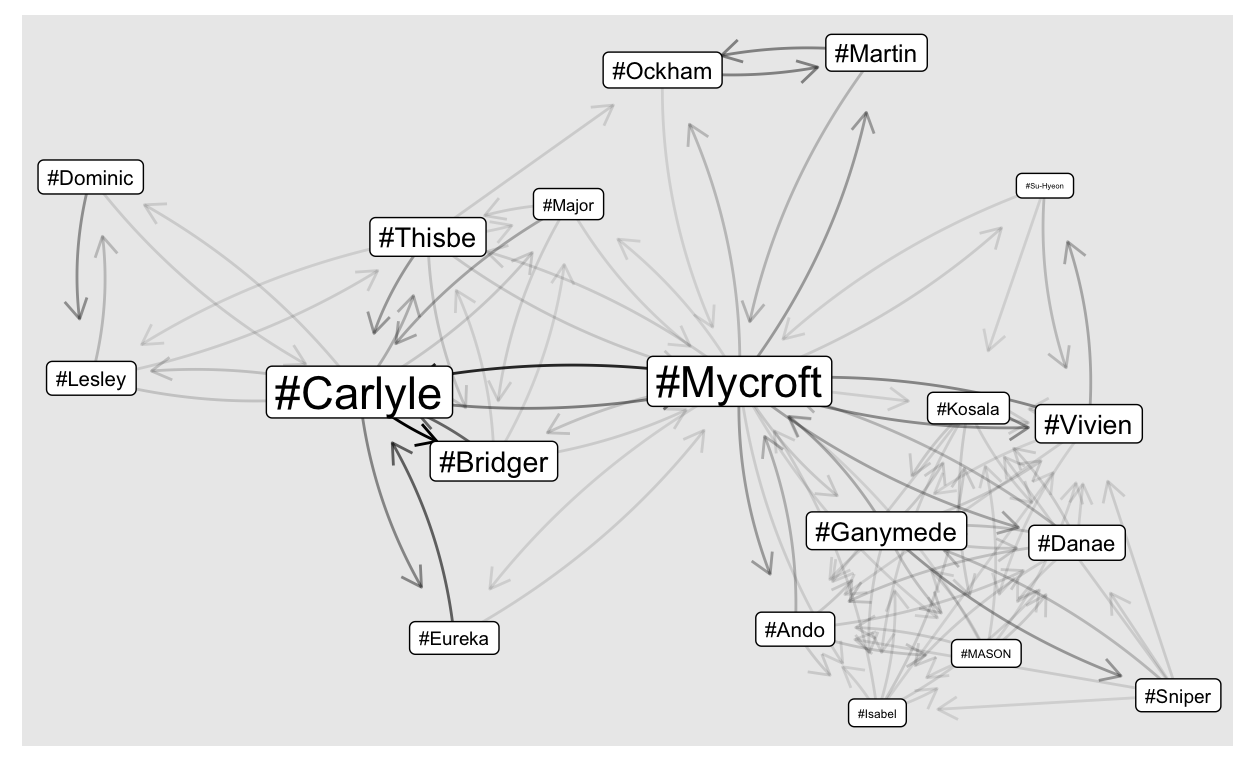 #Martin
#Ockham
#Dominic
#Su-Hyeon
#Major
#Thisbe
#Lesley
#Carlyle
#Mycroft
#Kosala
#Vivien
#Bridger
#Ganymede
#Danae
#Eureka
#Ando
#MASON
#Sniper
#Isabel